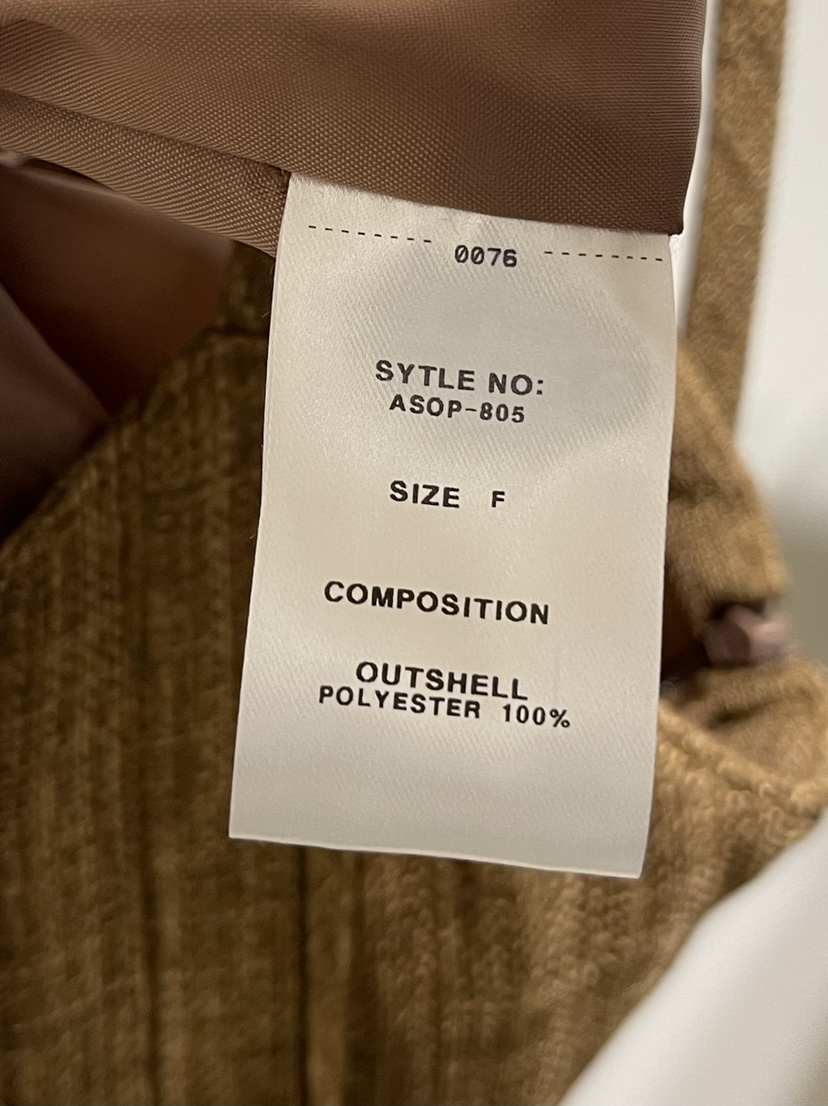 -------- 0076 --------
SYTLE NO:
ASOP-805
SIZE F
COMPOSITION
OUTSHELL
POLYESTER 100%